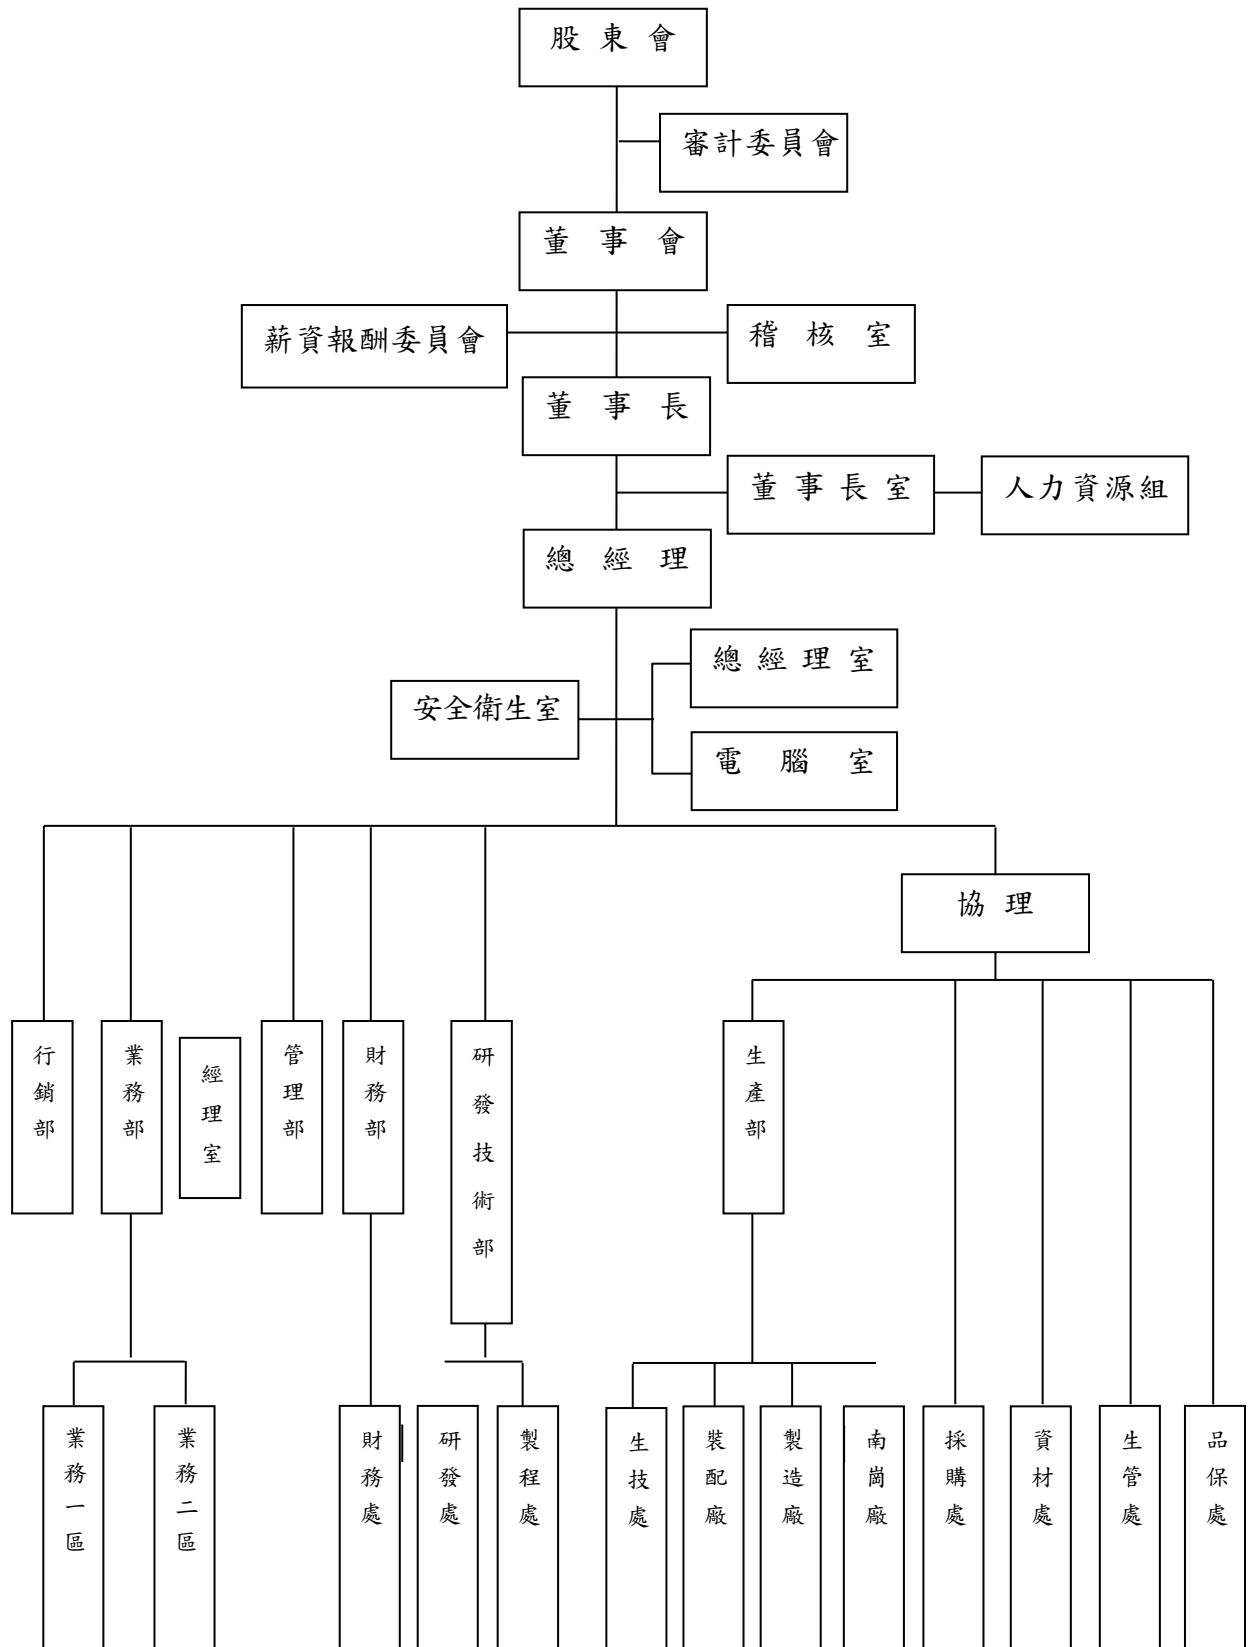 股東會
審計委員會
董事會
薪資報酬委員會
稽核室
董事長
董事長室
人力資源組
總經理
總經理室
安全衛生室
電腦室
協理
行銷部
業務部
經理室
管理部
財務部
研發技術部
生產部
業務一區
業務二區
財務處
研發處
製程處
生技處
裝配廠
製造廠
南崗廠
採購處
資材處
生管處
品保處